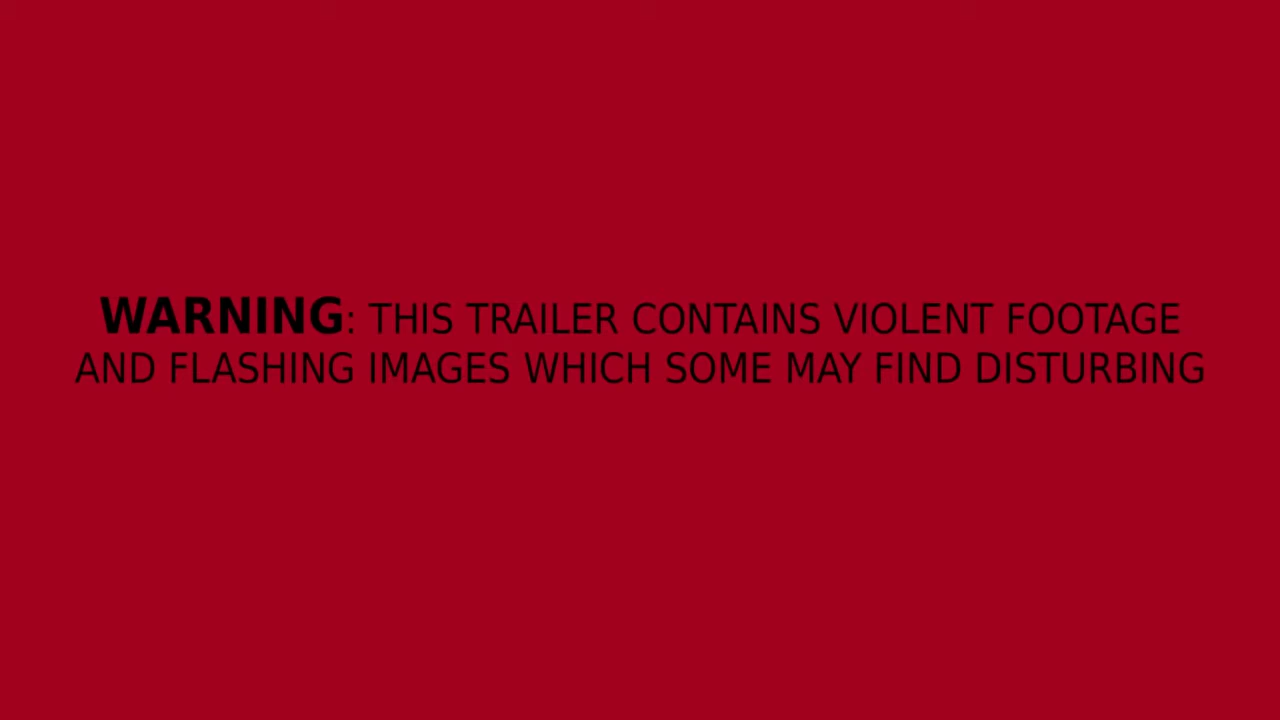 WARNING: THIS TRAILER CONTAINS VIOLENT FOOTAGE
AND FLASHING IMAGES WHICH SOME MAY FIND DISTURBING